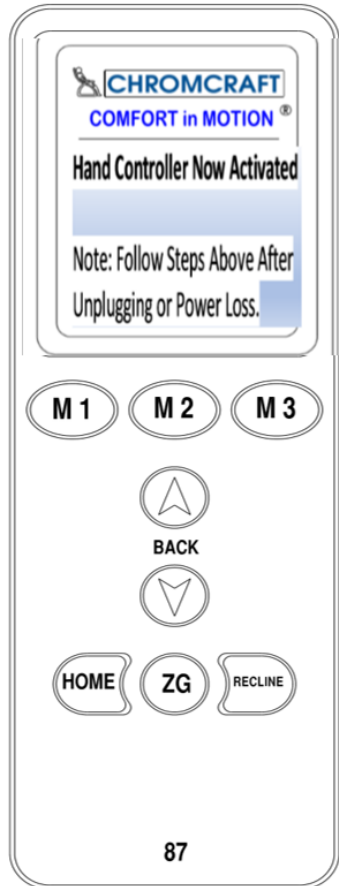 CHROMCRAFT
COMFORT in MOTION ®
Hand Controller Now Activated
Note: Follow Steps Above After
Unplugging or Power Loss.
M 1 M 2 M 3
BACK
HOME ZG RECLINE
87